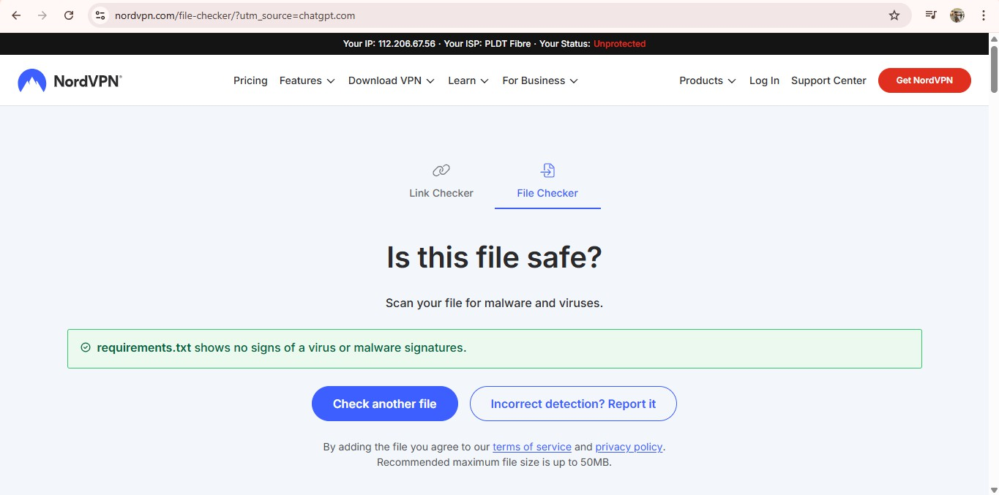 nordvpn.com/file-checker/?utm_source=chatgpt.com
Your IP: 112.206.67.56 · Your ISP: PLDT Fibre · Your Status: Unprotected
NordVPN®
Pricing
Features
Download VPN
Learn
For Business
Products
Log In
Support Center
Get NordVPN
Link Checker
File Checker
Is this file safe?
Scan your file for malware and viruses.
requirements.txt shows no signs of a virus or malware signatures.
Check another file
Incorrect detection? Report it
By adding the file you agree to our terms of service and privacy policy.
Recommended maximum file size is up to 50MB.